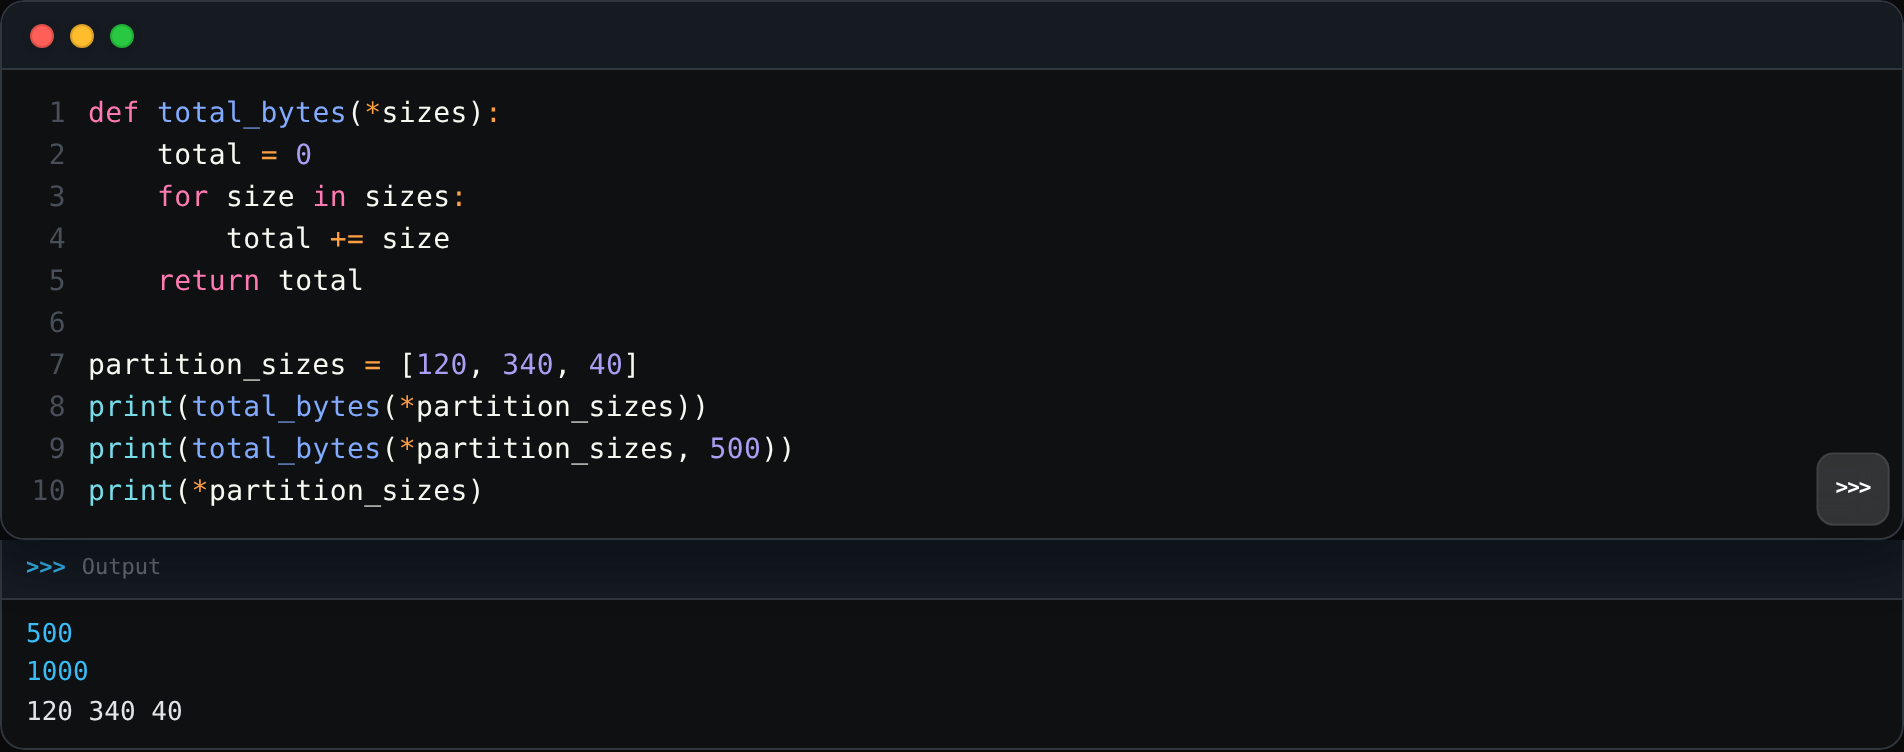 1 def total_bytes(*sizes):
2     total = 0
3     for size in sizes:
4         total += size
5     return total
6
7 partition_sizes = [120, 340, 40]
8 print(total_bytes(*partition_sizes))
9 print(total_bytes(*partition_sizes, 500))
10 print(*partition_sizes)
>>>
>>> Output
500
1000
120 340 40